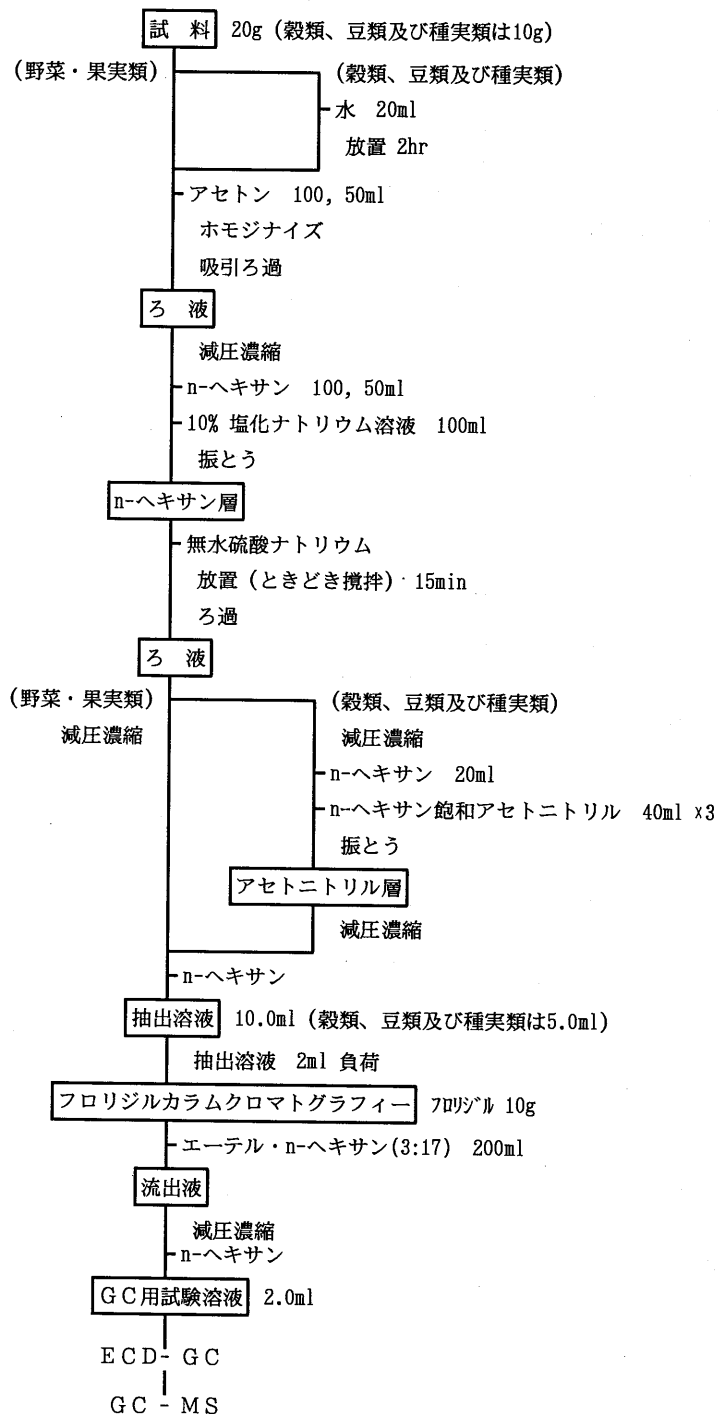 試 料 20g (穀類、豆類及び種実類は10g)
(野菜・果実類) (穀類、豆類及び種実類)
水 20ml
放置 2hr
アセトン 100, 50ml
ホモジナイズ
吸引ろ過
ろ 液
減圧濃縮
n-ヘキサン 100, 50ml
10% 塩化ナトリウム溶液 100ml
振とう
n-ヘキサン層
無水硫酸ナトリウム
放置 (ときどき撹拌) 15min
ろ過
ろ 液
(野菜・果実類) (穀類、豆類及び種実類)
減圧濃縮 減圧濃縮
n-ヘキサン 20ml
n-ヘキサン飽和アセトニトリル 40ml x3
振とう
アセトニトリル層
減圧濃縮
n-ヘキサン
抽出溶液 10.0ml (穀類、豆類及び種実類は5.0ml)
抽出溶液 2ml 負荷
フロリジルカラムクロマトグラフィー ﾌﾛﾘｼﾞﾙ 10g
エーテル・n-ヘキサン(3:17) 200ml
流出液
減圧濃縮
n-ヘキサン
GC用試験溶液 2.0ml
ECD-GC
GC-MS